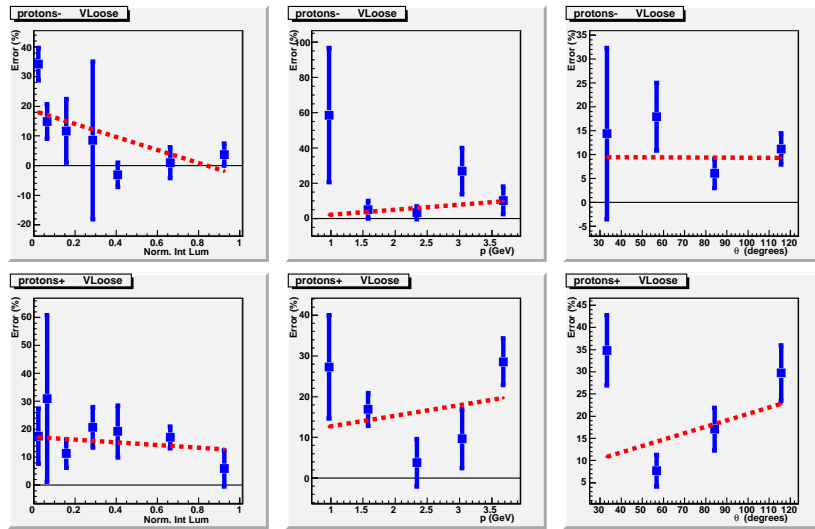 protons- VLoose
Error (%)
40
30
20
10
0
-10
-20
0 0.2 0.4 0.6 0.8 1
Norm. Int Lum
protons- VLoose
Error (%)
100
80
60
40
20
0
1 1.5 2 2.5 3 3.5
p (GeV)
protons- VLoose
Error (%)
35
30
25
20
15
10
5
0
-5
30 40 50 60 70 80 90 100 110 120
θ (degrees)
protons+ VLoose
Error (%)
60
50
40
30
20
10
0
0 0.2 0.4 0.6 0.8 1
Norm. Int Lum
protons+ VLoose
Error (%)
40
30
20
10
0
1 1.5 2 2.5 3 3.5
p (GeV)
protons+ VLoose
Error (%)
45
40
35
30
25
20
15
10
5
30 40 50 60 70 80 90 100 110 120
θ (degrees)